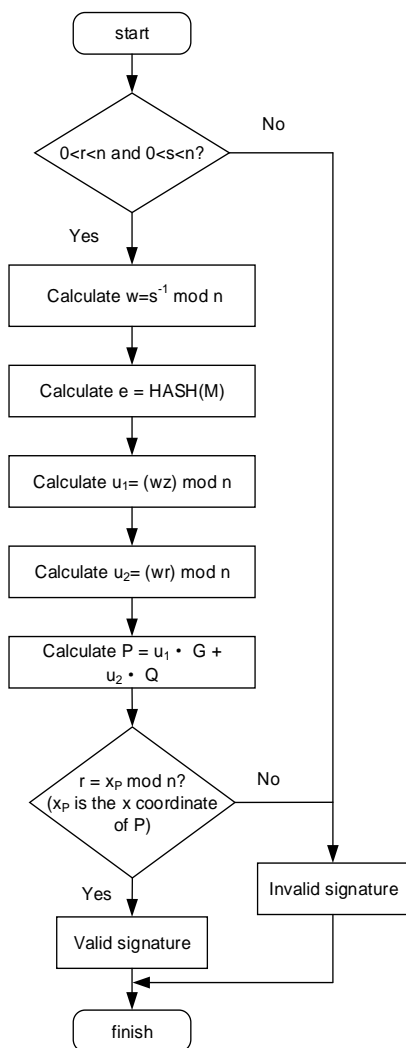 start
0<r<n and 0<s<n?
No
Yes
Calculate w=s⁻¹ mod n
Calculate e = HASH(M)
Calculate u₁= (wz) mod n
Calculate u₂= (wr) mod n
Calculate P = u₁・ G +
u₂・ Q
r = xₚ mod n?
(xₚ is the x coordinate
of P)
No
Yes
Invalid signature
Valid signature
finish